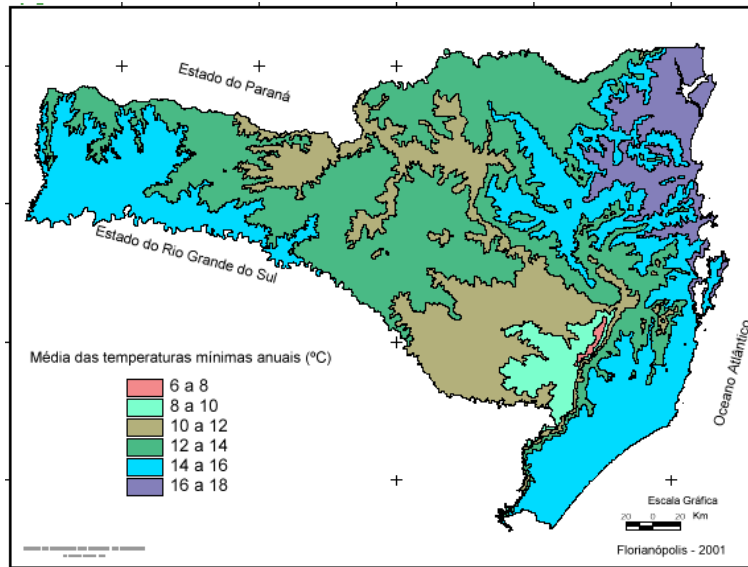 Estado do Paraná
Estado do Rio Grande do Sul
Oceano Atlântico
Média das temperaturas mínimas anuais (ºC)
6 a 8
8 a 10
10 a 12
12 a 14
14 a 16
16 a 18
Escala Gráfica
20 0 20 Km
Florianópolis - 2001